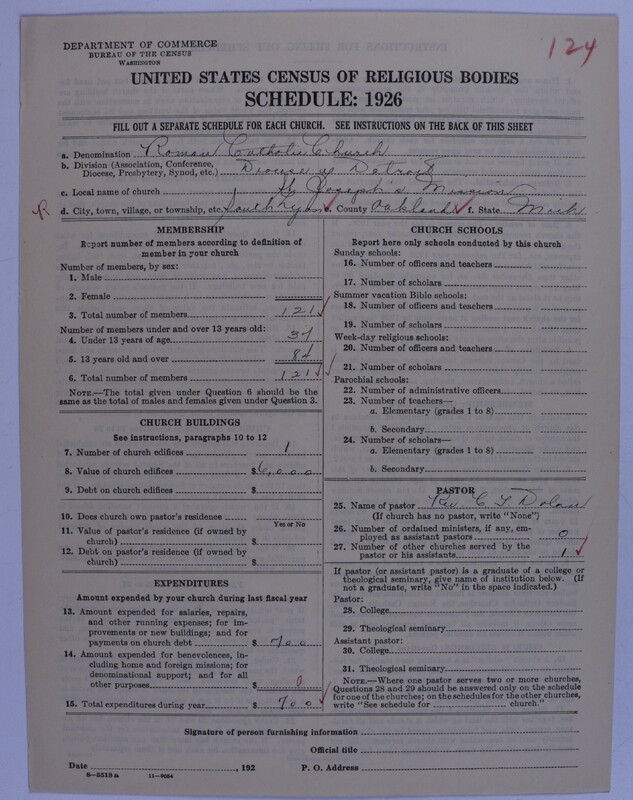 124
DEPARTMENT OF COMMERCE
BUREAU OF THE CENSUS
WASHINGTON
UNITED STATES CENSUS OF RELIGIOUS BODIES
SCHEDULE: 1926
FILL OUT A SEPARATE SCHEDULE FOR EACH CHURCH. SEE INSTRUCTIONS ON THE BACK OF THIS SHEET
a. Denomination Roman Catholic Church
b. Division (Association, Conference,
Diocese, Presbytery, Synod, etc.) Diocese of Detroit
c. Local name of church St Joseph's Mission
R d. City, town, village, or township, etc. South Lyon e. County Oakland f. State Mich
MEMBERSHIP
Report number of members according to definition of
member in your church
Number of members, by sex:
1. Male
2. Female
3. Total number of members 121
Number of members under and over 13 years old:
4. Under 13 years of age 37
5. 13 years old and over 84
6. Total number of members 121
NOTE.—The total given under Question 6 should be
same as the total of males and females given under Question 3.
CHURCH BUILDINGS
See instructions, paragraphs 10 to 12
7. Number of church edifices 1
8. Value of church edifices $6,000
9. Debt on church edifices $
10. Does church own pastor's residence
Yes or No
11. Value of pastor's residence (if owned by
church) $
12. Debt on pastor's residence (if owned by
church) $
EXPENDITURES
Amount expended by your church during last fiscal year
13. Amount expended for salaries, repairs,
and other running expenses; for im-
provements or new buildings; and for
payments on church debt $ 700
14. Amount expended for benevolences, in-
cluding home and foreign missions; for
denominational support; and for all
other purposes $ 0
15. Total expenditures during year $ 700
CHURCH SCHOOLS
Report here only schools conducted by this church
Sunday schools:
16. Number of officers and teachers
17. Number of scholars
Summer vacation Bible schools:
18. Number of officers and teachers
19. Number of scholars
Week-day religious schools:
20. Number of officers and teachers
21. Number of scholars
Parochial schools:
22. Number of administrative officers
23. Number of teachers—
a. Elementary (grades 1 to 8)
b. Secondary
24. Number of scholars—
a. Elementary (grades 1 to 8)
b. Secondary
PASTOR
25. Name of pastor Rev C T Dolan
(If church has no pastor, write "None")
26. Number of ordained ministers, if any, em-
ployed as assistant pastors 0
27. Number of other churches served by the
pastor or his assistants 1
If pastor (or assistant pastor) is a graduate of a college or
theological seminary, give name of institution below. (If
not a graduate, write "No" in the space indicated.)
Pastor:
28. College
29. Theological seminary
Assistant pastor:
30. College
31. Theological seminary
NOTE.—Where one pastor serves two or more churches,
Questions 28 and 29 should be answered only on the schedule
for one of the churches; on the schedules for the other churches,
write "See schedule for church."
Signature of person furnishing information
Official title
Date , 192 P. O. Address
8—5518a 11—9264